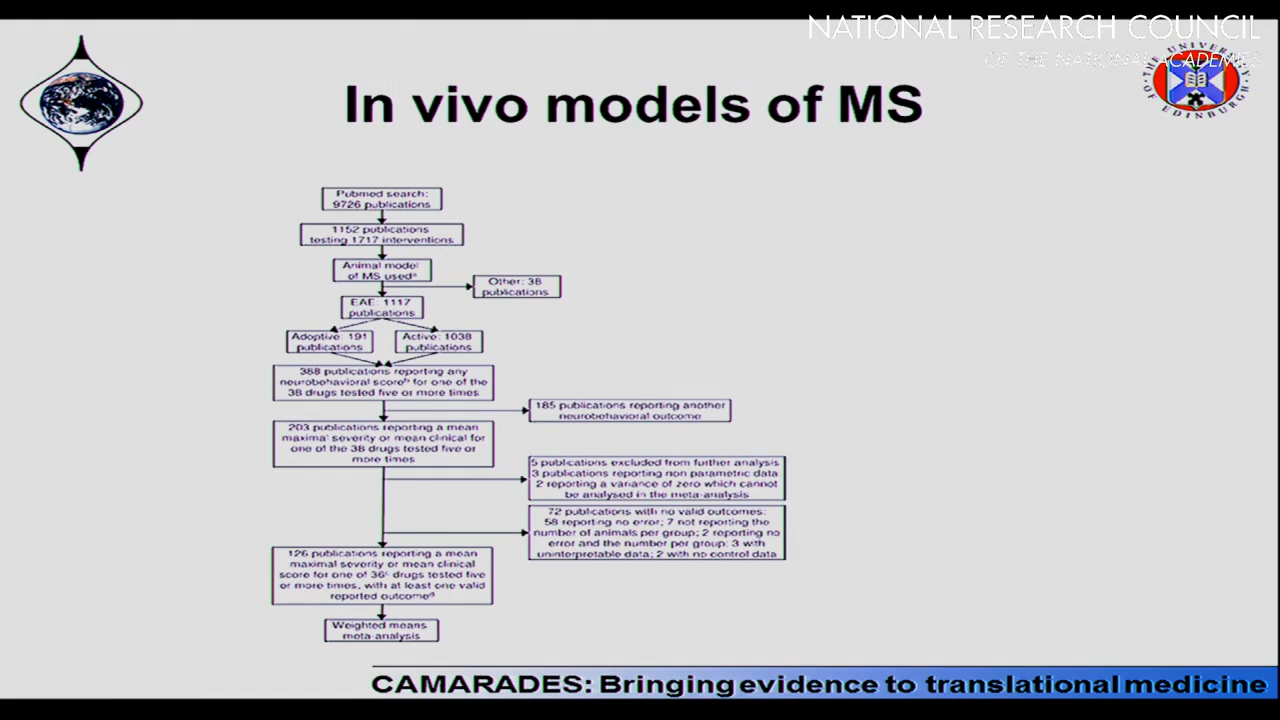 NATIONAL RESEARCH COUNCIL
OF THE NATIONAL ACADEMIES
THE UNIVERSITY
OF EDINBURGH
In vivo models of MS
Pubmed search:
9726 publications
1152 publications
testing 1717 interventions
Animal model
of MS usedᵃ
Other: 38
publications
EAE: 1117
publications
Adoptive: 191
publications
Active: 1038
publications
388 publications reporting any
neurobehavioral scoreᵇ for one of the
38 drugs tested five or more times
185 publications reporting another
neurobehavioral outcome
203 publications reporting a mean
maximal severity or mean clinical for
one of the 38 drugs tested five or
more times
5 publications excluded from further analysis
3 publications reporting non parametric data;
2 reporting a variance of zero which cannot
be analysed in the meta-analysis
72 publications with no valid outcomes:
58 reporting no error; 7 not reporting the
number of animals per group; 2 reporting no
error and the number per group; 3 with
uninterpretable data; 2 with no control data
126 publications reporting a mean
maximal severity or mean clinical
score for one of 36ᶜ drugs tested five
or more times, with at least one valid
reported outcomeᵈ
Weighted means
meta-analysis
CAMARADES: Bringing evidence to translational medicine